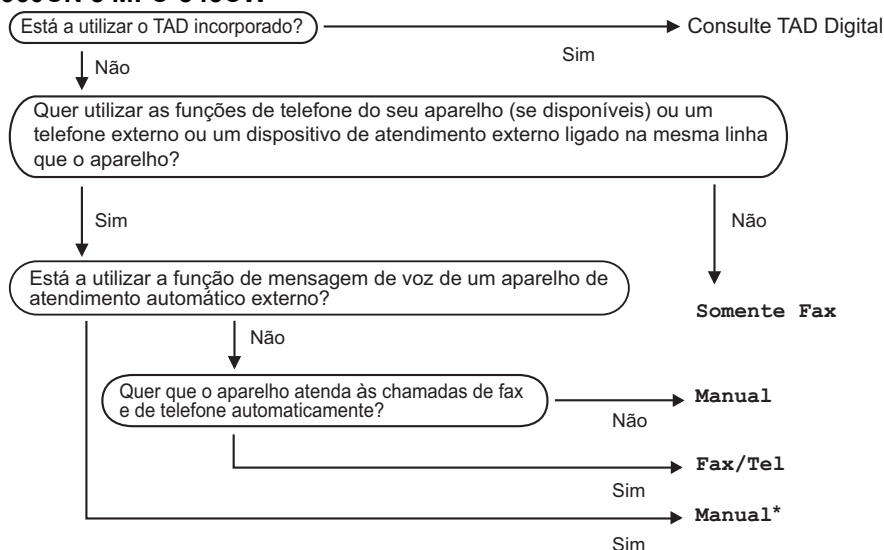 Está a utilizar o TAD incorporado?
Sim
Consulte TAD Digital
Não
Quer utilizar as funções de telefone do seu aparelho (se disponíveis) ou um
telefone externo ou um dispositivo de atendimento externo ligado na mesma linha
que o aparelho?
Sim
Não
Está a utilizar a função de mensagem de voz de um aparelho de
atendimento automático externo?
Somente Fax
Não
Quer que o aparelho atenda às chamadas de fax
e de telefone automaticamente?
Manual
Não
Fax/Tel
Sim
Manual*
Sim